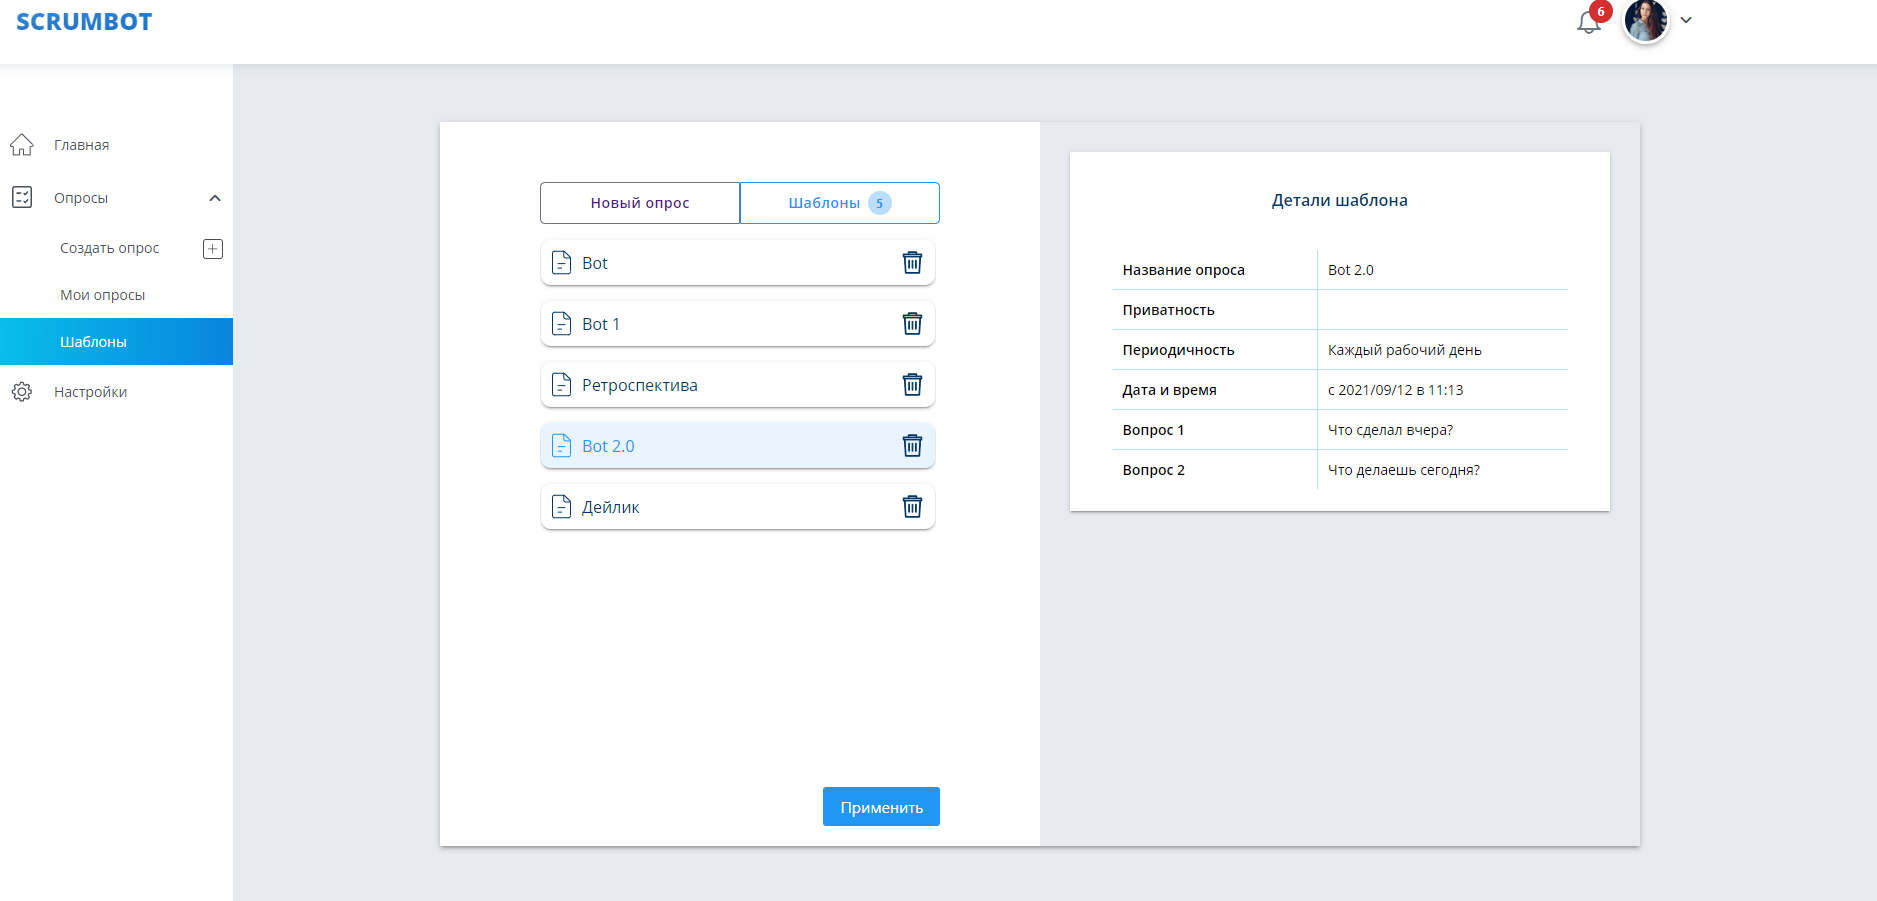 SCRUMBOT
6
Главная
Опросы
Создать опрос
Мои опросы
Шаблоны
Настройки
Новый опрос
Шаблоны 5
Bot
Bot 1
Ретроспектива
Bot 2.0
Дейлик
Применить
Детали шаблона
Название опроса Bot 2.0
Приватность
Периодичность Каждый рабочий день
Дата и время с 2021/09/12 в 11:13
Вопрос 1 Что сделал вчера?
Вопрос 2 Что делаешь сегодня?